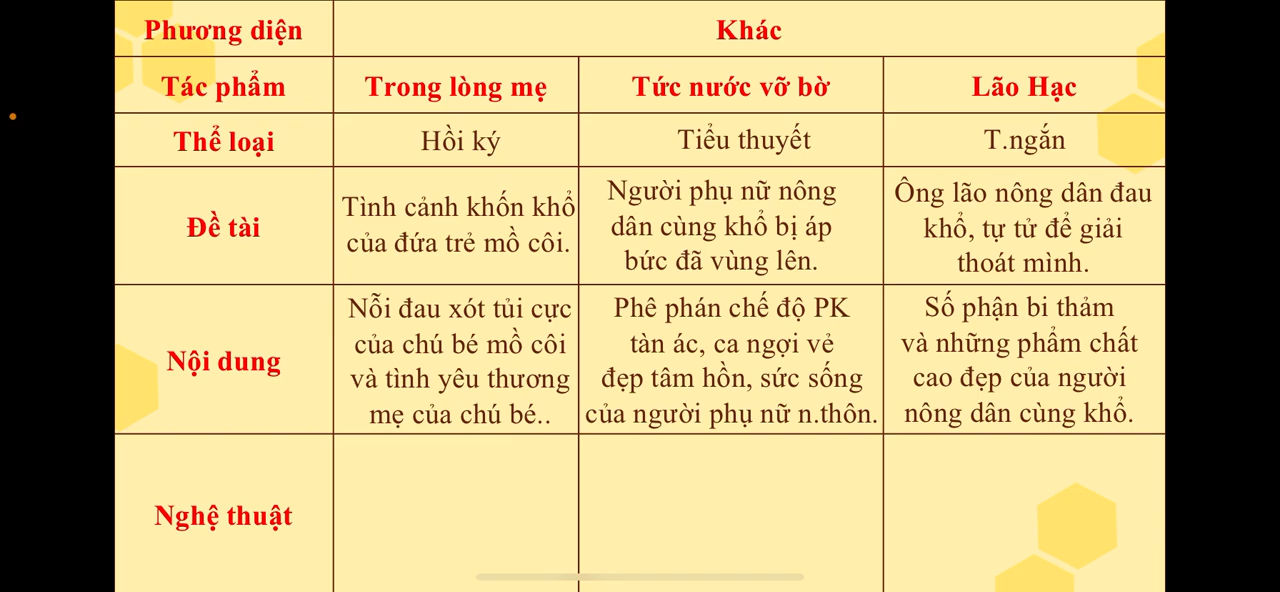 Phương diện
Khác
Tác phẩm
Trong lòng mẹ
Tức nước vỡ bờ
Lão Hạc
Thể loại
Hồi ký
Tiểu thuyết
T.ngắn
Đề tài
Tình cảnh khốn khổ
của đứa trẻ mồ côi.
Người phụ nữ nông
dân cùng khổ bị áp
bức đã vùng lên.
Ông lão nông dân đau
khổ, tự tử để giải
thoát mình.
Nội dung
Nỗi đau xót tủi cực
của chú bé mồ côi
và tình yêu thương
mẹ của chú bé..
Phê phán chế độ PK
tàn ác, ca ngợi vẻ
đẹp tâm hồn, sức sống
của người phụ nữ n.thôn.
Số phận bi thảm
và những phẩm chất
cao đẹp của người
nông dân cùng khổ.
Nghệ thuật